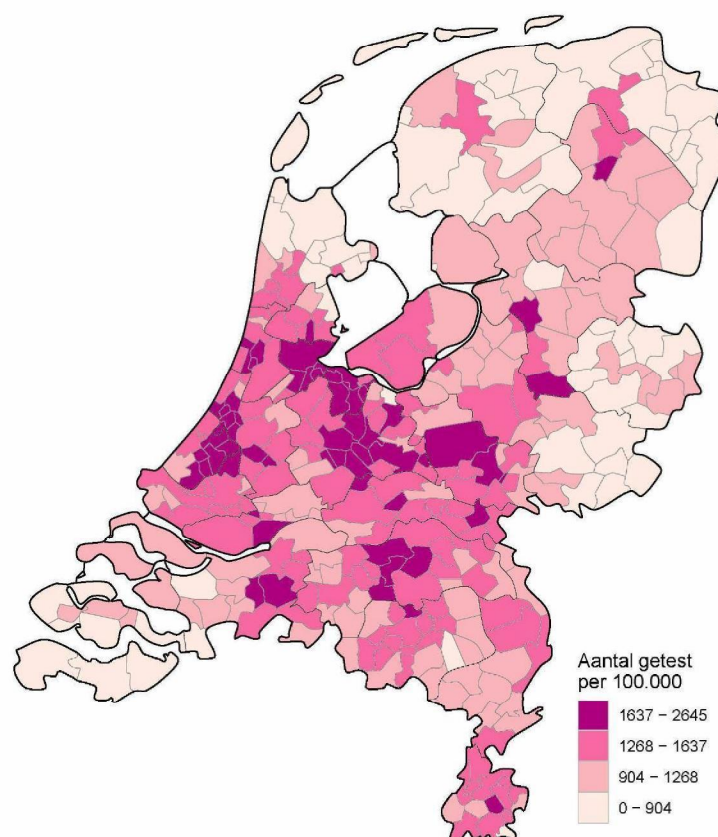 Aantal getest
per 100.000
1637 – 2645
1268 – 1637
904 – 1268
0 – 904